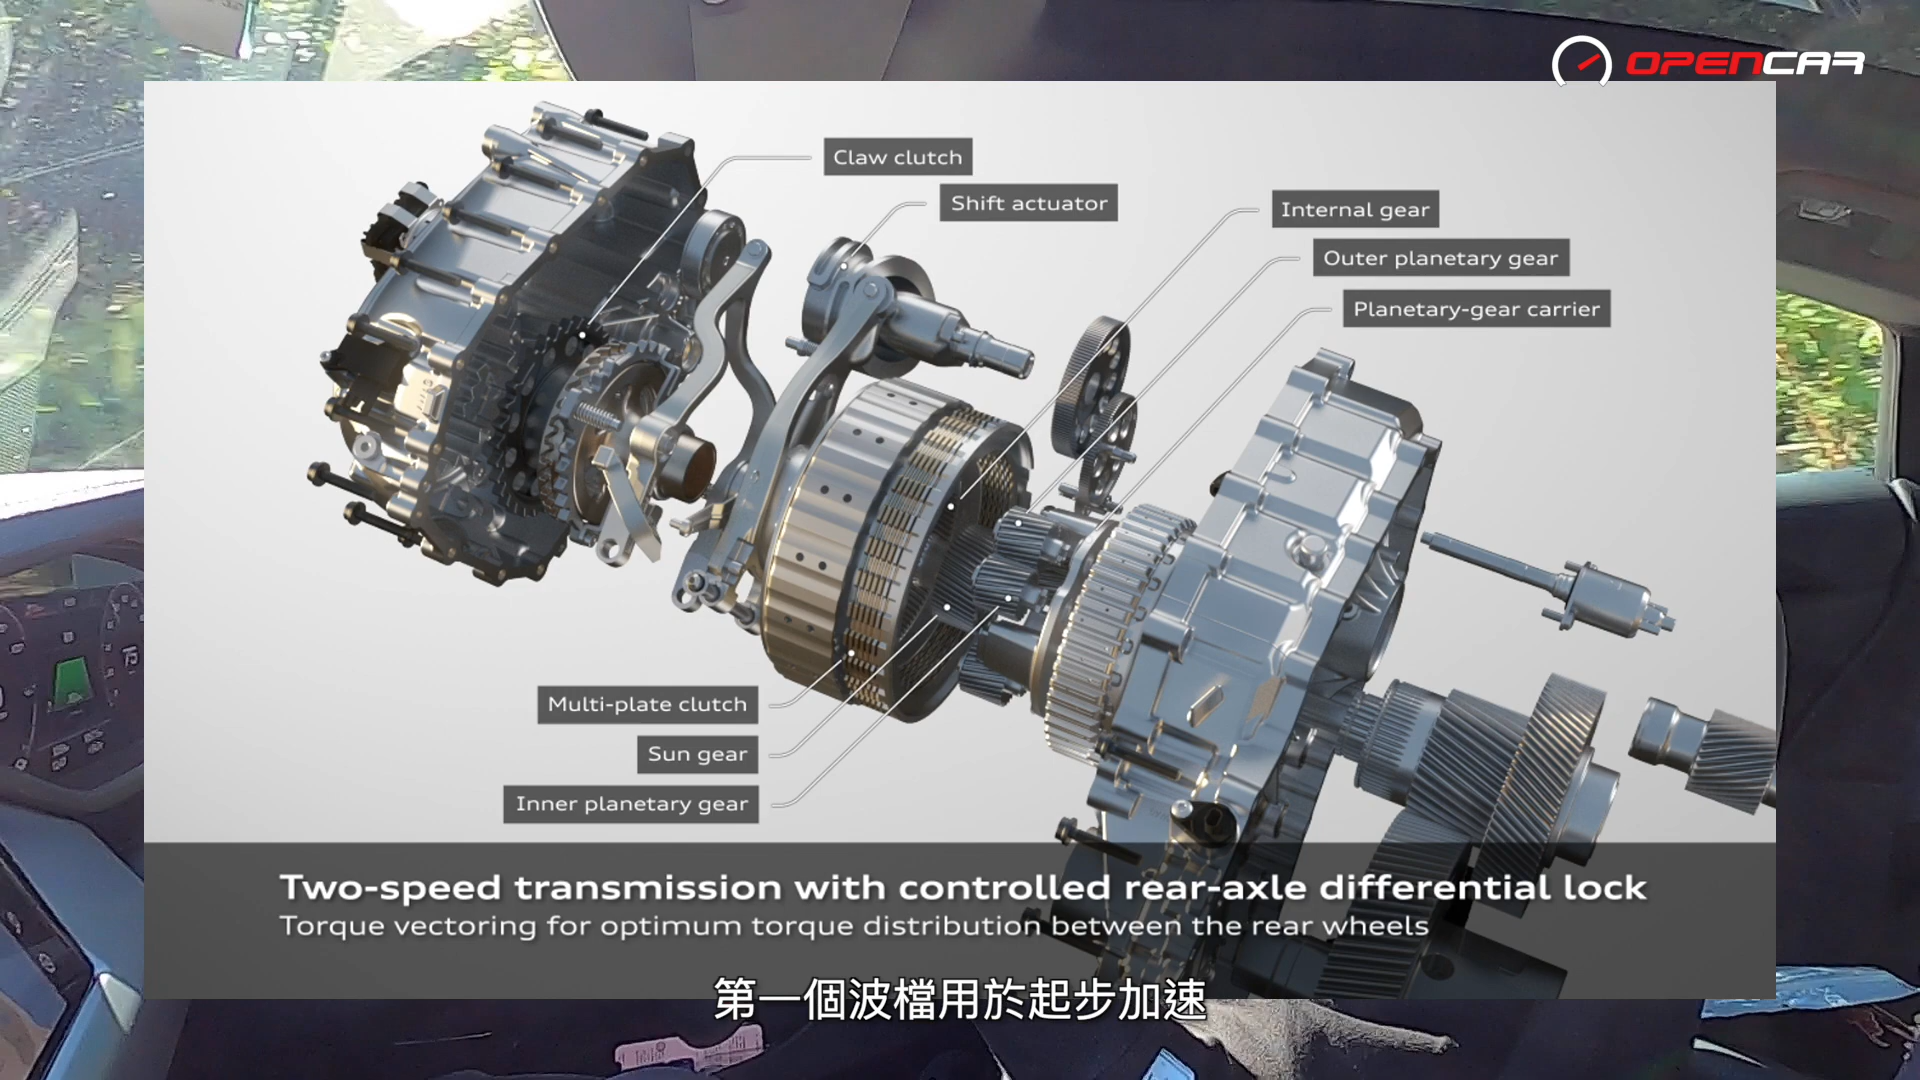 OPENCAR
Claw clutch
Shift actuator
Internal gear
Outer planetary gear
Planetary-gear carrier
Multi-plate clutch
Sun gear
Inner planetary gear
Two-speed transmission with controlled rear-axle differential lock
Torque vectoring for optimum torque distribution between the rear wheels
第一個波檔用於起步加速